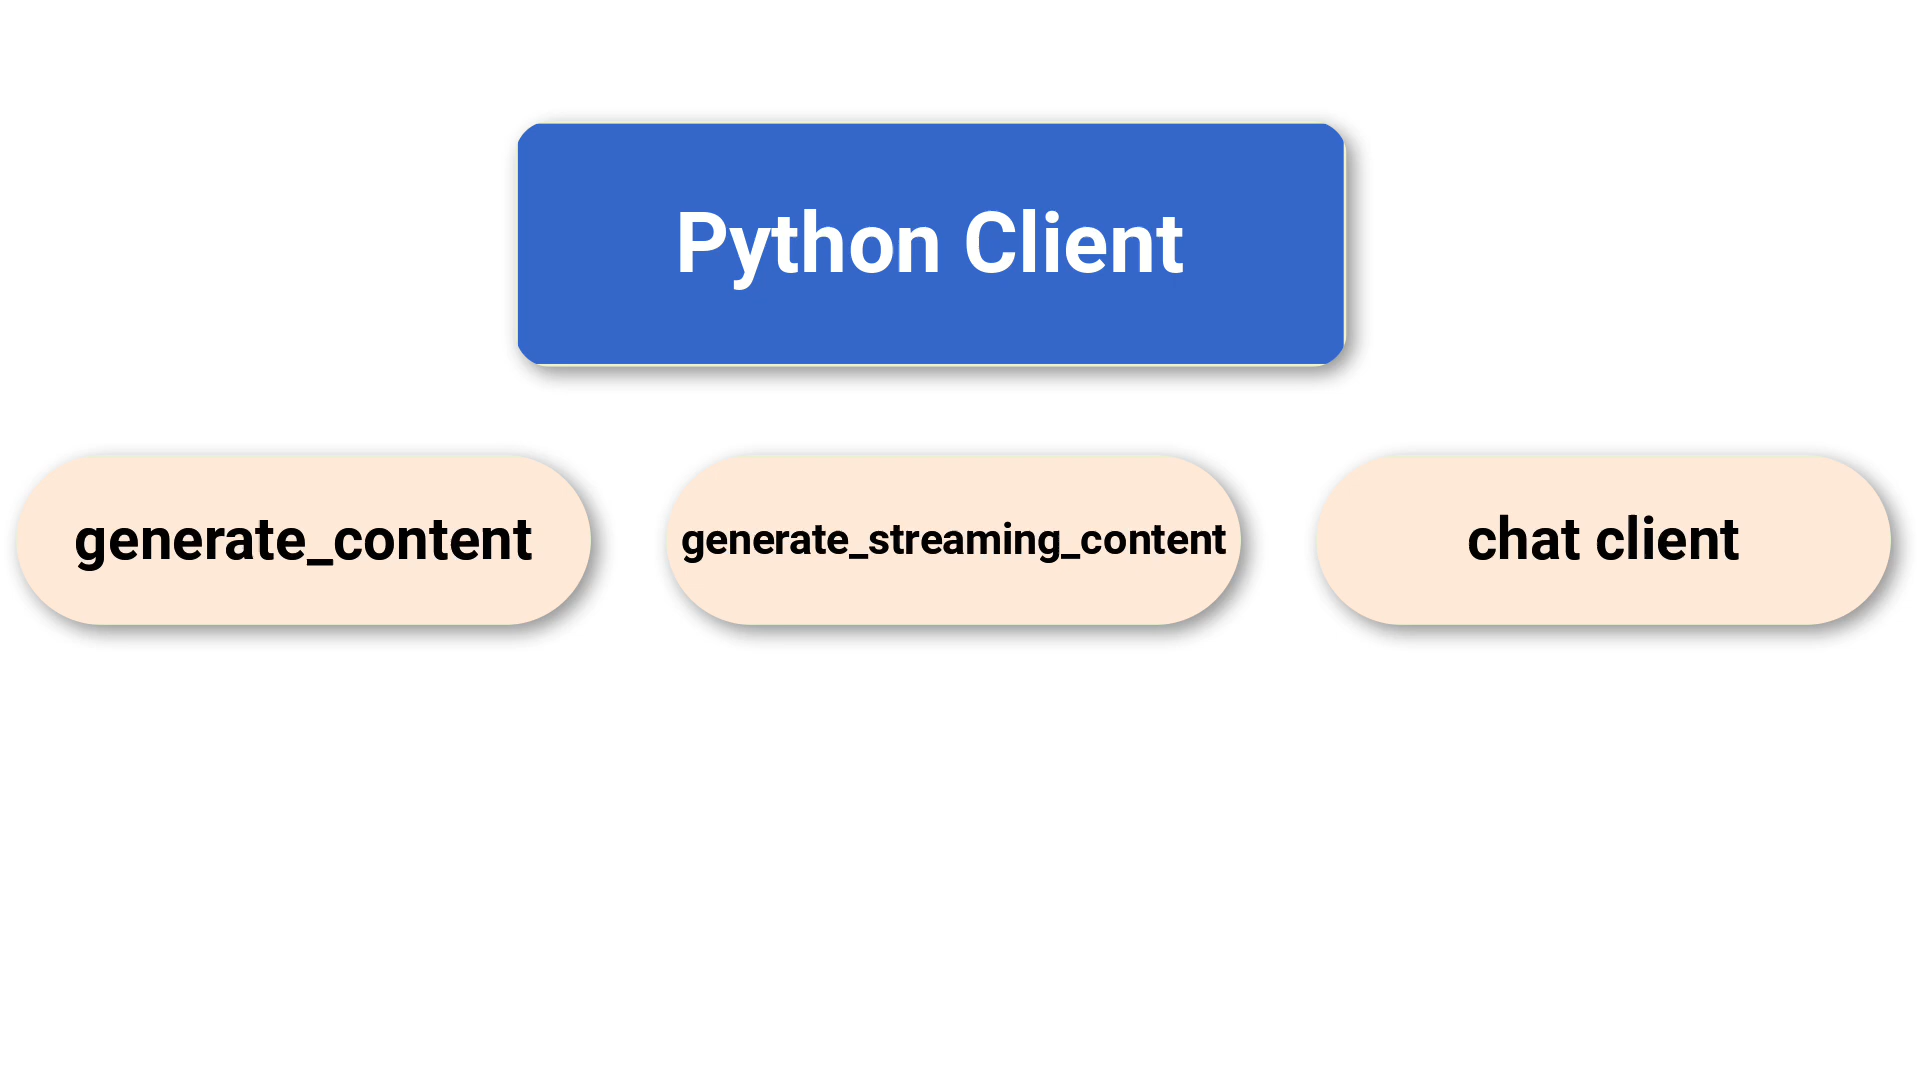 Python Client
generate_content
generate_streaming_content
chat client